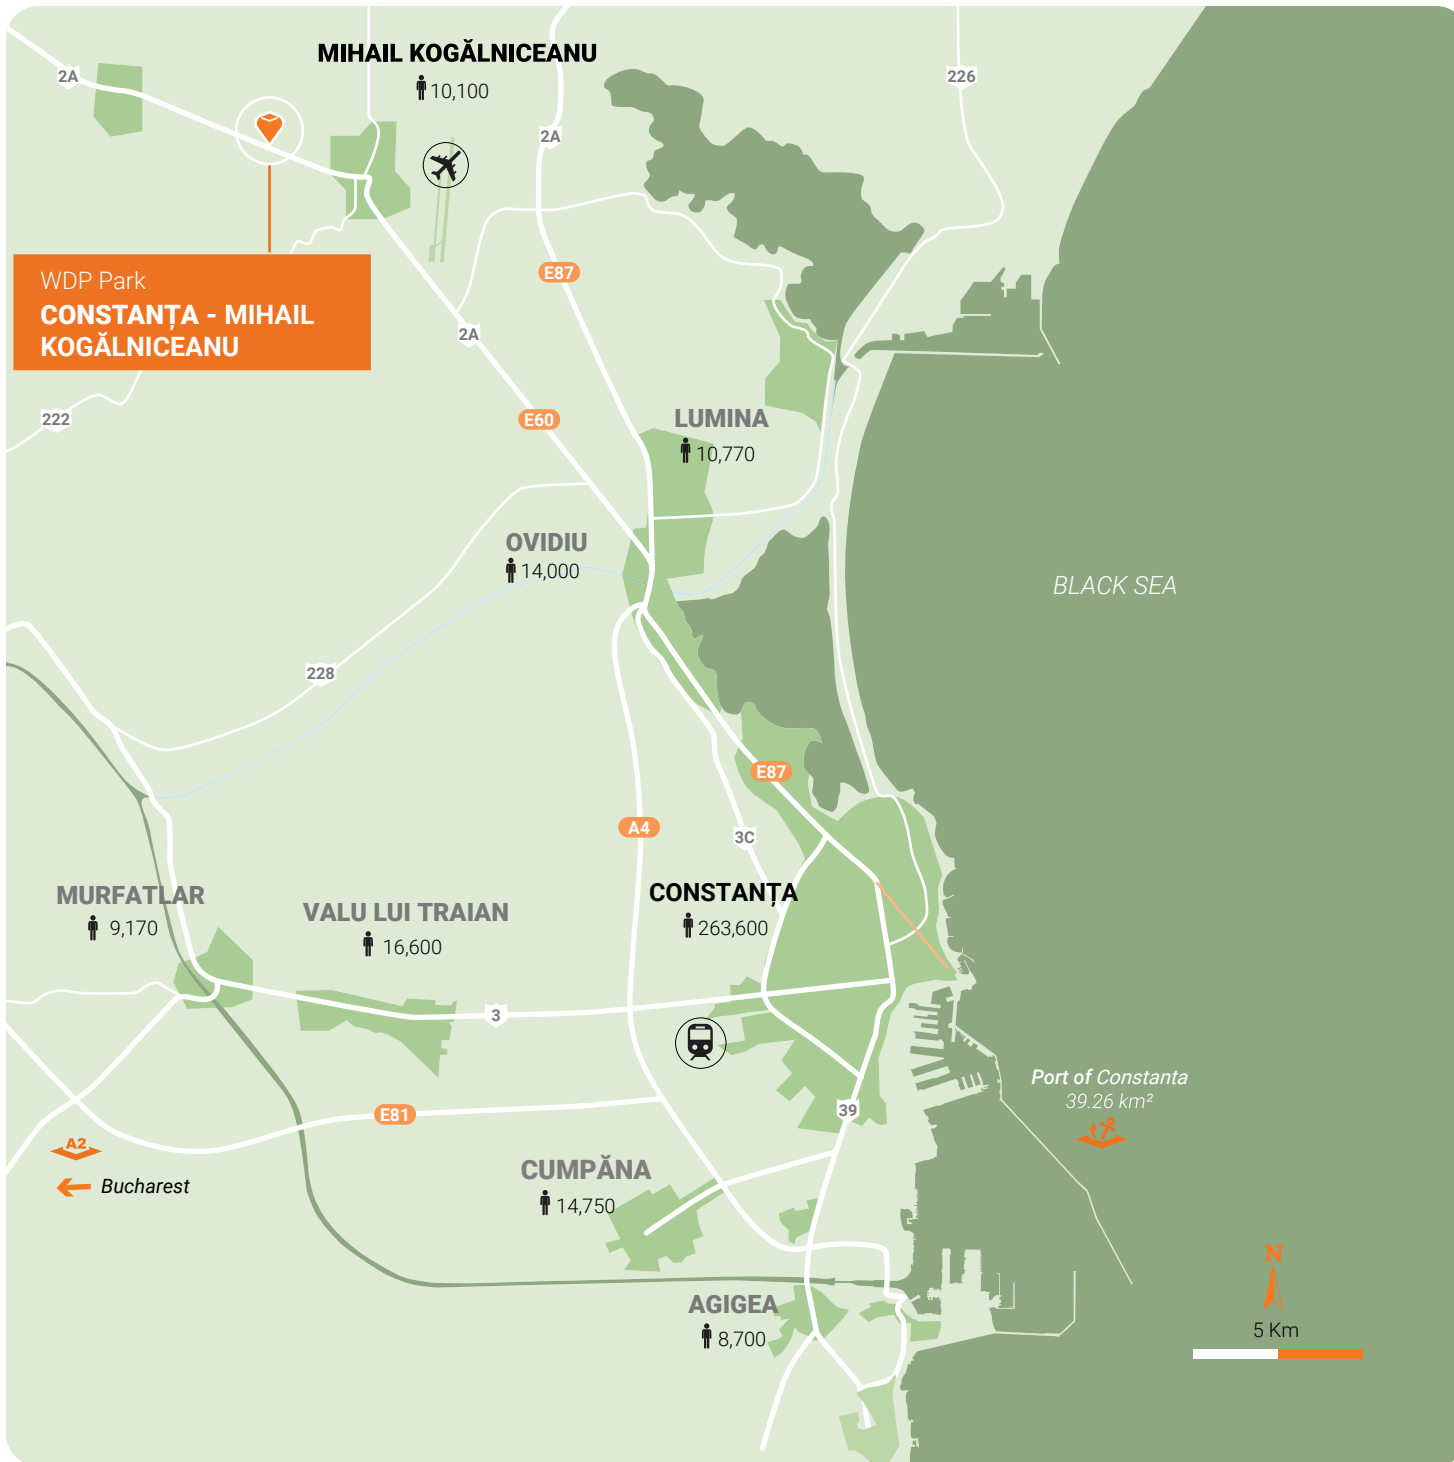 MIHAIL KOGĂLNICEANU
10,100
2A
226
2A
WDP Park
CONSTANȚA - MIHAIL
KOGĂLNICEANU
E87
2A
222
E60
LUMINA
10,770
OVIDIU
14,000
BLACK SEA
228
E87
A4
3C
MURFATLAR
9,170
VALU LUI TRAIAN
16,600
CONSTANȚA
263,600
3
Port of Constanta
39.26 km²
E81
39
A2
Bucharest
CUMPĂNA
14,750
AGIGEA
8,700
N
5 Km